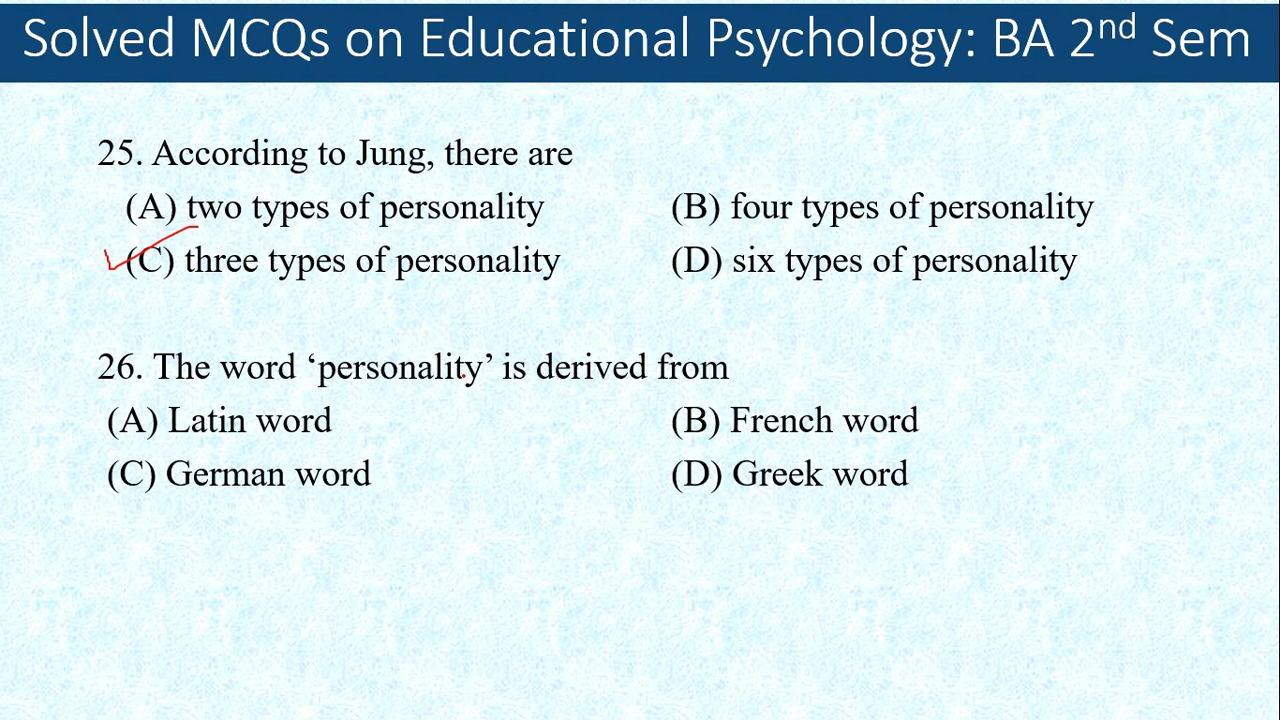 Solved MCQs on Educational Psychology: BA 2nd Sem
25. According to Jung, there are
(A) two types of personality (B) four types of personality
(C) three types of personality (D) six types of personality
26. The word ‘personality’ is derived from
(A) Latin word (B) French word
(C) German word (D) Greek word